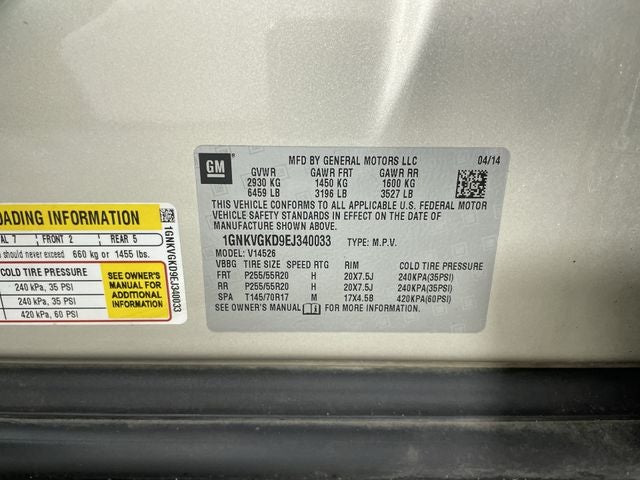 OADING INFORMATION
AL 7 FRONT 2 REAR 5
should never exceed 660 kg or 1455 lbs.
COLD TIRE PRESSURE
240 kPa, 35 PSI
240 kPa, 35 PSI
420 kPa, 60 PSI
SEE OWNER'S
MANUAL FOR
ADDITIONAL
INFORMATION
1GNKVGKD9EJ340033
GM
MFD BY GENERAL MOTORS LLC 04/14
GVWR GAWR FRT GAWR RR
2930 KG 1450 KG 1600 KG
6459 LB 3196 LB 3527 LB
THIS VEHICLE CONFORMS TO ALL APPLICABLE U.S. FEDERAL MOTOR
VEHICLE SAFETY STANDARDS IN EFFECT ON THE DATE OF
MANUFACTURE SHOWN ABOVE.
1GNKVGKD9EJ340033 TYPE: M.P.V.
MODEL: V14526
VBBG TIRE SIZE SPEED RTG RIM COLD TIRE PRESSURE
FRT P255/55R20 H 20X7.5J 240KPA(35PSI)
RR P255/55R20 H 20X7.5J 240KPA(35PSI)
SPA T145/70R17 M 17X4.5B 420KPA(60PSI)
SEE OWNER'S MANUAL FOR MORE INFORMATION.